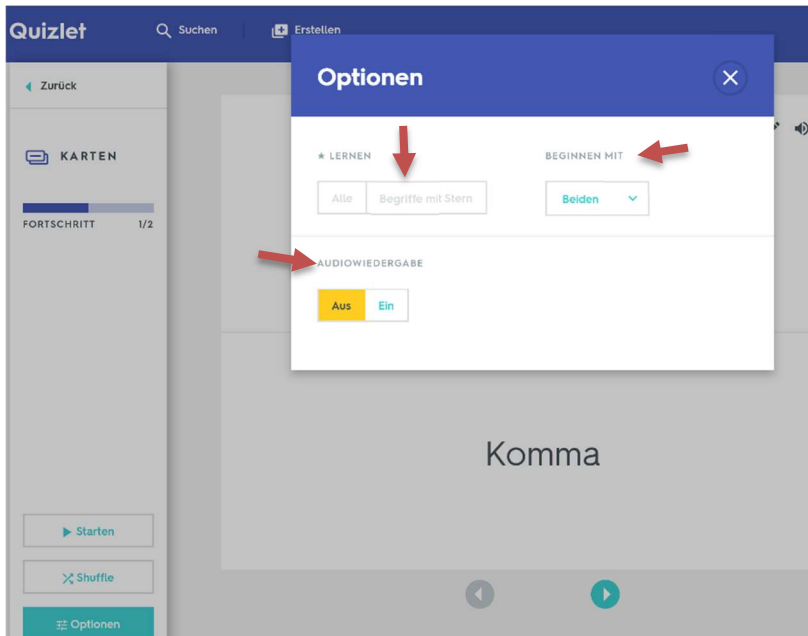 Quizlet
Suchen
Erstellen
Zurück
KARTEN
FORTSCHRITT 1/2
Optionen
★ LERNEN
Alle
Begriffe mit Stern
BEGINNEN MIT
Beiden
AUDIOWIEDERGABE
Aus
Ein
Komma
Starten
Shuffle
Optionen